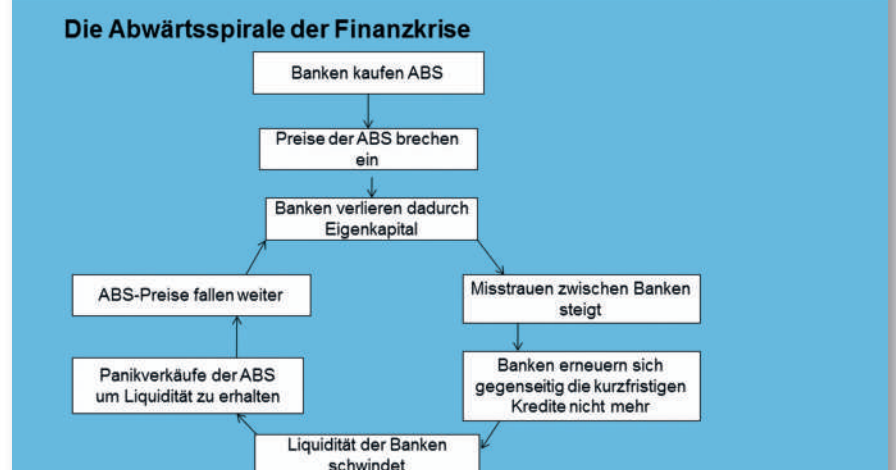 Die Abwärtsspirale der Finanzkrise
Banken kaufen ABS
Preise der ABS brechen
ein
Banken verlieren dadurch
Eigenkapital
ABS-Preise fallen weiter
Misstrauen zwischen Banken
steigt
Panikverkäufe der ABS
um Liquidität zu erhalten
Banken erneuern sich
gegenseitig die kurzfristigen
Kredite nicht mehr
Liquidität der Banken
schwindet